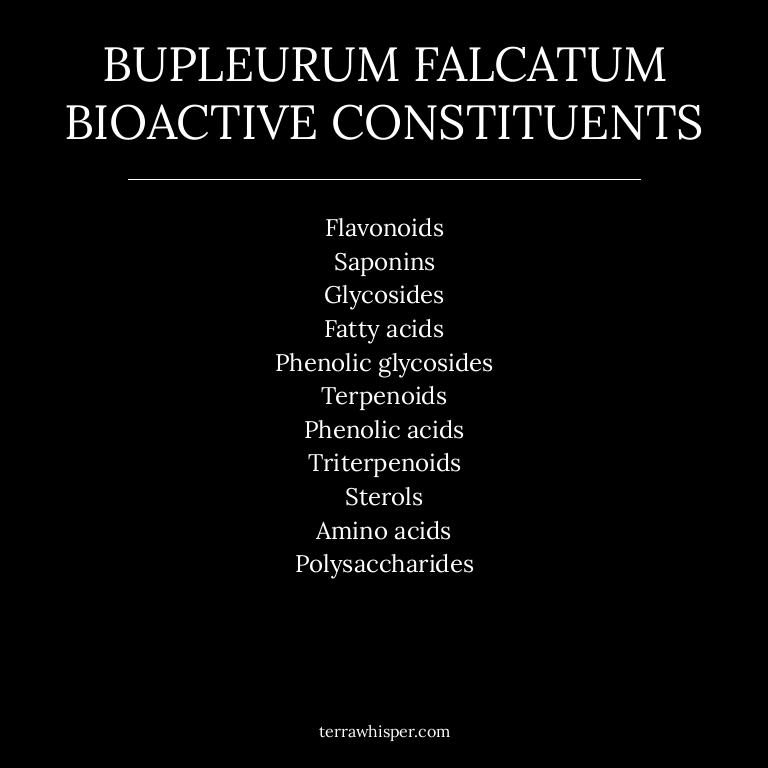 BUPLEURUM FALCATUM
BIOACTIVE CONSTITUENTS
Flavonoids
Saponins
Glycosides
Fatty acids
Phenolic glycosides
Terpenoids
Phenolic acids
Triterpenoids
Sterols
Amino acids
Polysaccharides
terrawhisper.com